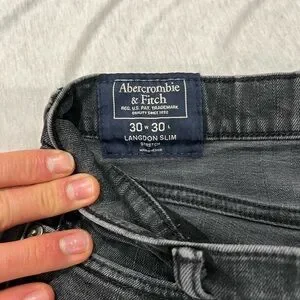 Abercrombie
& Fitch
REG. U.S. PAT. TRADEMARK
QUALITY SINCE 1892
30 W 30 L
LANGDON SLIM
STRETCH